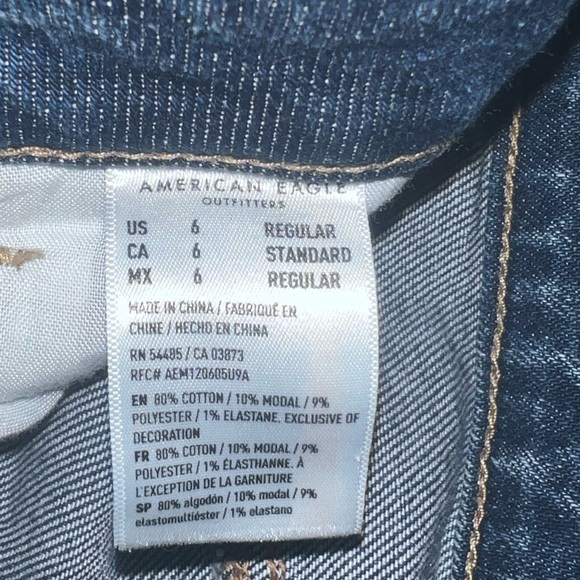 AMERICAN EAGLE
OUTFITTERS
US 6 REGULAR
CA 6 STANDARD
MX 6 REGULAR
MADE IN CHINA / FABRIQUÉ EN
CHINE / HECHO EN CHINA
RN 54485 / CA 03873
RFC# AEM120605U9A
EN 80% COTTON / 10% MODAL / 9%
POLYESTER / 1% ELASTANE. EXCLUSIVE OF
DECORATION
FR 80% COTON / 10% MODAL / 9%
POLYESTER / 1% ÉLASTHANNE. À
L'EXCEPTION DE LA GARNITURE
SP 80% algodón / 10% modal / 9%
elastomultiéster / 1% elastano